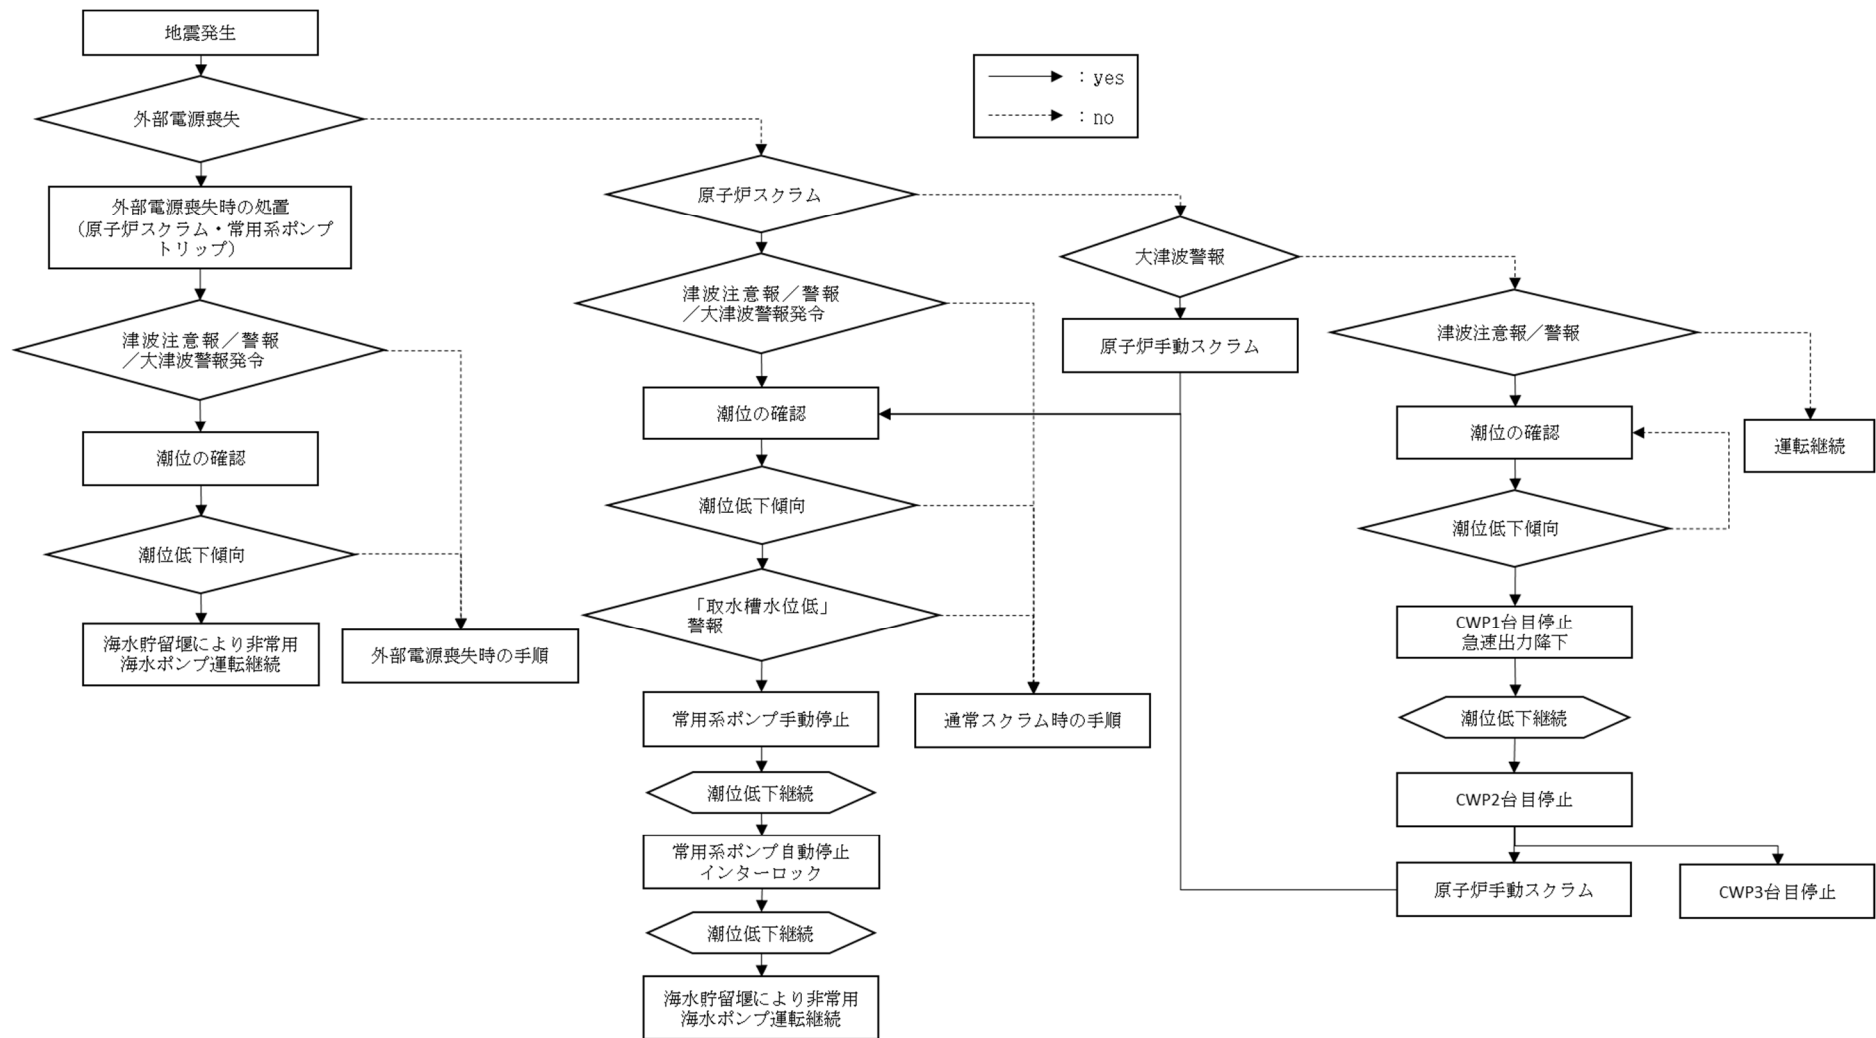 地震発生
外部電源喪失
外部電源喪失時の処置
（原子炉スクラム・常用系ポンプ
トリップ）
津波注意報／警報
／大津波警報発令
潮位の確認
潮位低下傾向
海水貯留堰により非常用
海水ポンプ運転継続
外部電源喪失時の手順
：yes
：no
原子炉スクラム
津波注意報／警報
／大津波警報発令
潮位の確認
潮位低下傾向
「取水槽水位低」
警報
常用系ポンプ手動停止
潮位低下継続
常用系ポンプ自動停止
インターロック
潮位低下継続
海水貯留堰により非常用
海水ポンプ運転継続
通常スクラム時の手順
大津波警報
原子炉手動スクラム
津波注意報／警報
潮位の確認
運転継続
潮位低下傾向
CWP1台目停止
急速出力降下
潮位低下継続
CWP2台目停止
原子炉手動スクラム
CWP3台目停止